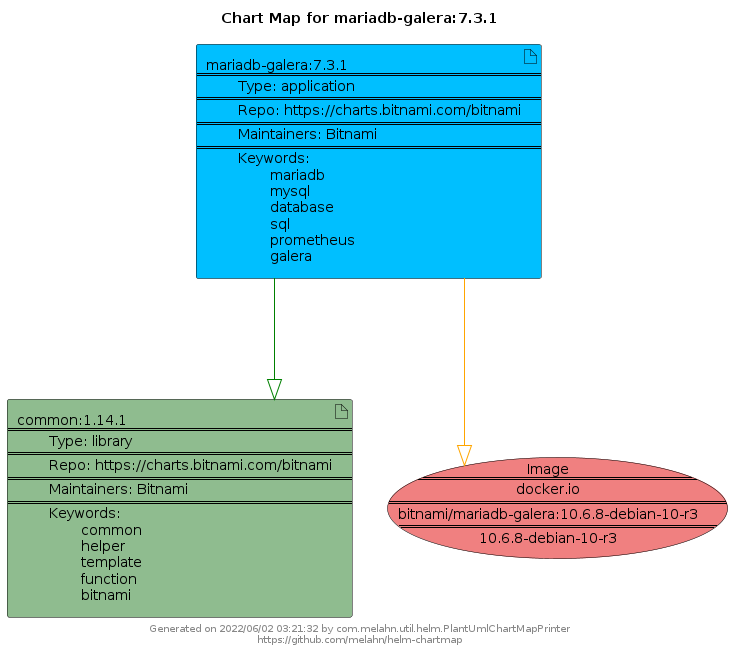 Chart Map for mariadb-galera:7.3.1
mariadb-galera:7.3.1
Type: application
Repo: https://charts.bitnami.com/bitnami
Maintainers: Bitnami
Keywords:
mariadb
mysql
database
sql
prometheus
galera
common:1.14.1
Type: library
Repo: https://charts.bitnami.com/bitnami
Maintainers: Bitnami
Keywords:
common
helper
template
function
bitnami
Image
docker.io
bitnami/mariadb-galera:10.6.8-debian-10-r3
10.6.8-debian-10-r3
Generated on 2022/06/02 03:21:32 by com.melahn.util.helm.PlantUmlChartMapPrinter
https://github.com/melahn/helm-chartmap